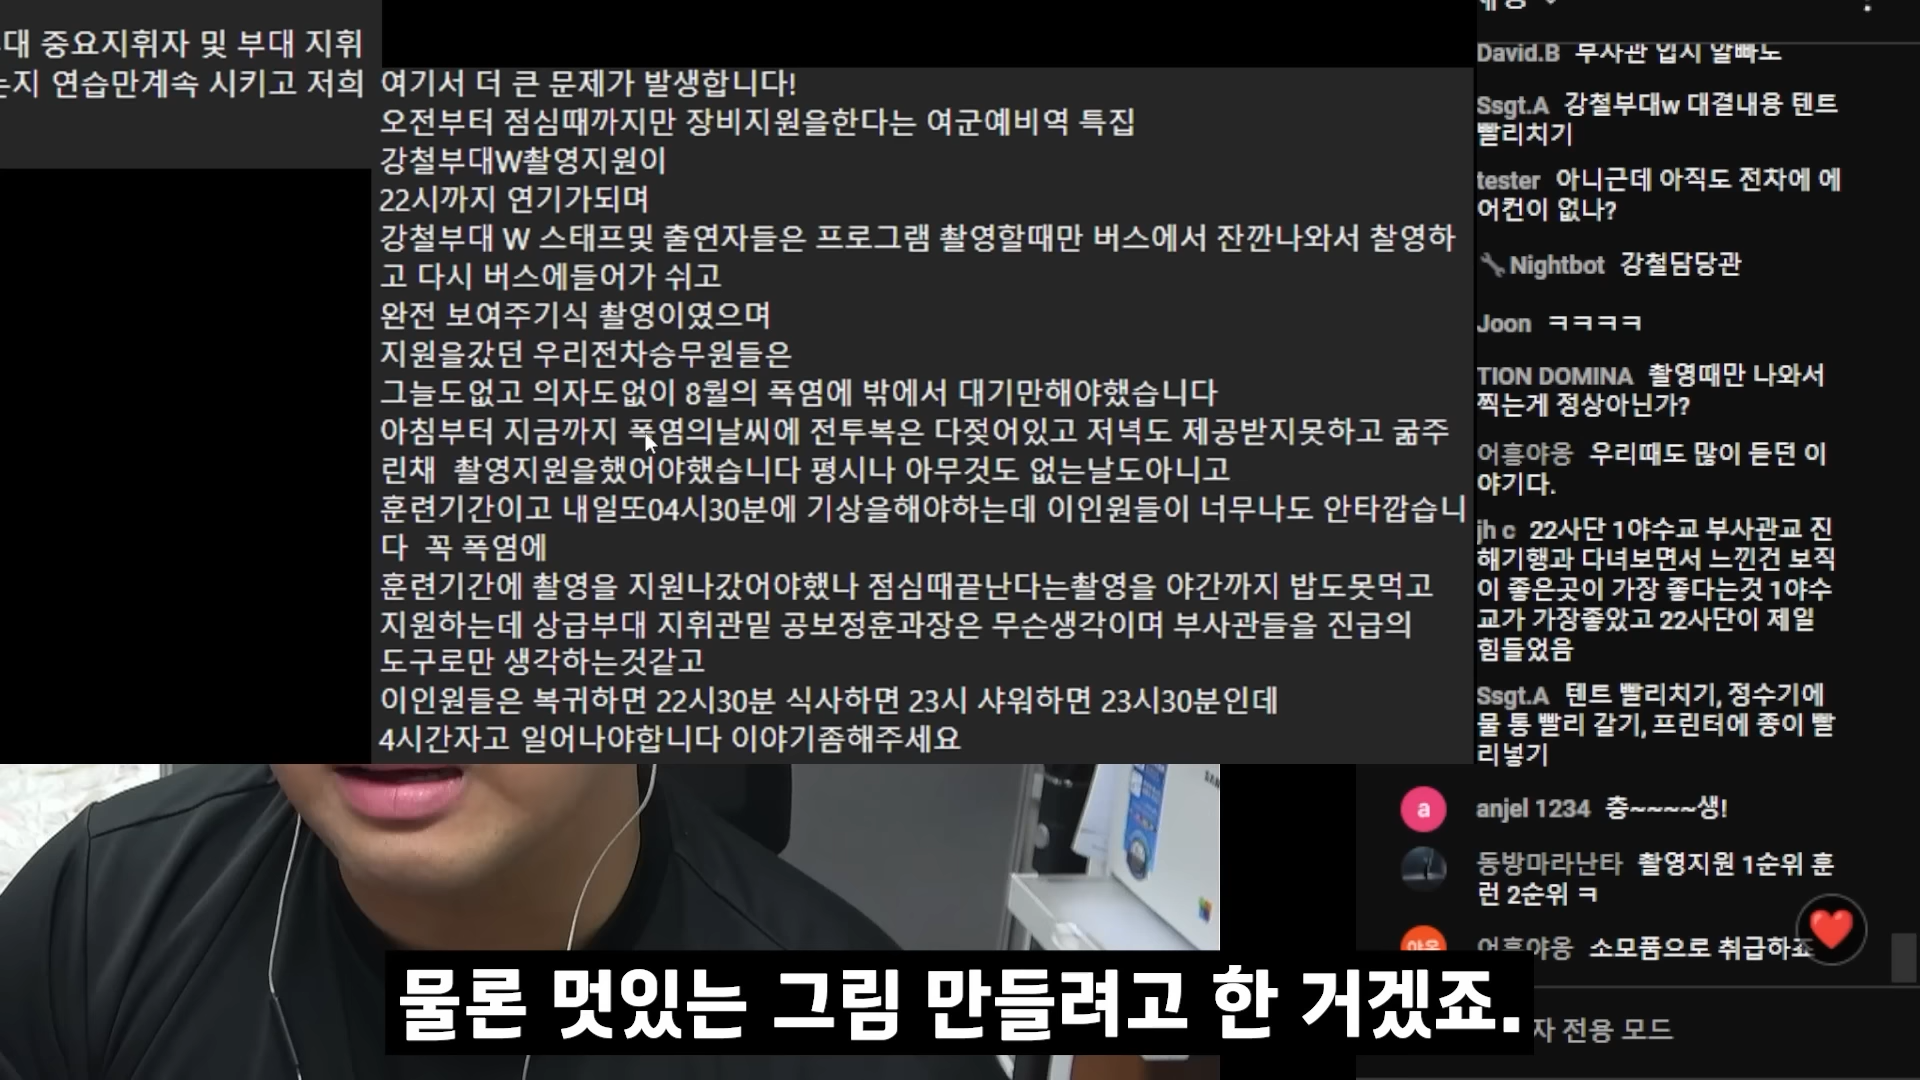 대 중요지휘자 및 부대 지휘
는지 연습만계속 시키고 저희
여기서 더 큰 문제가 발생합니다!
오전부터 점심때까지만 장비지원을한다는 여군예비역 특집
강철부대W촬영지원이
22시까지 연기가되며
강철부대 W 스태프및 출연자들은 프로그램 촬영할때만 버스에서 잔깐나와서 촬영하
고 다시 버스에들어가 쉬고
완전 보여주기식 촬영이였으며
지원을갔던 우리전차승무원들은
그늘도없고 의자도없이 8월의 폭염에 밖에서 대기만해야했습니다
아침부터 지금까지 폭염의날씨에 전투복은 다젖어있고 저녁도 제공받지못하고 굶주
린채  촬영지원을했어야했습니다 평시나 아무것도 없는날도아니고
훈련기간이고 내일또04시30분에 기상을해야하는데 이인원들이 너무나도 안타깝습니
다  꼭 폭염에
훈련기간에 촬영을 지원나갔어야했나 점심때끝난다는촬영을 야간까지 밥도못먹고
지원하는데 상급부대 지휘관밑 공보정훈과장은 무슨생각이며 부사관들을 진급의
도구로만 생각하는것같고
이인원들은 복귀하면 22시30분 식사하면 23시 샤워하면 23시30분인데
4시간자고 일어나야합니다 이야기좀해주세요
David.B 부사관 입시 알빠노
Ssgt.A 강철부대w 대결내용 텐트
빨리치기
tester 아니근데 아직도 전차에 에
어컨이 없나?
Nightbot 강철담당관
Joon ㅋㅋㅋㅋ
TION DOMINA 촬영때만 나와서
찍는게 정상아닌가?
어흥야옹 우리때도 많이 듣던 이
야기다.
jh c 22사단 1야수교 부사관교 진
해기행과 다녀보면서 느낀건 보직
이 좋은곳이 가장 좋다는것 1야수
교가 가장좋았고 22사단이 제일
힘들었음
Ssgt.A 텐트 빨리치기, 정수기에
물 통 빨리 갈기, 프린터에 종이 빨
리넣기
a anjel 1234 충~~~~생!
동방마라난타 촬영지원 1순위 훈
련 2순위 ㅋ
어흥야옹 소모품으로 취급하죠
자 전용 모드
물론 멋있는 그림 만들려고 한 거겠죠.